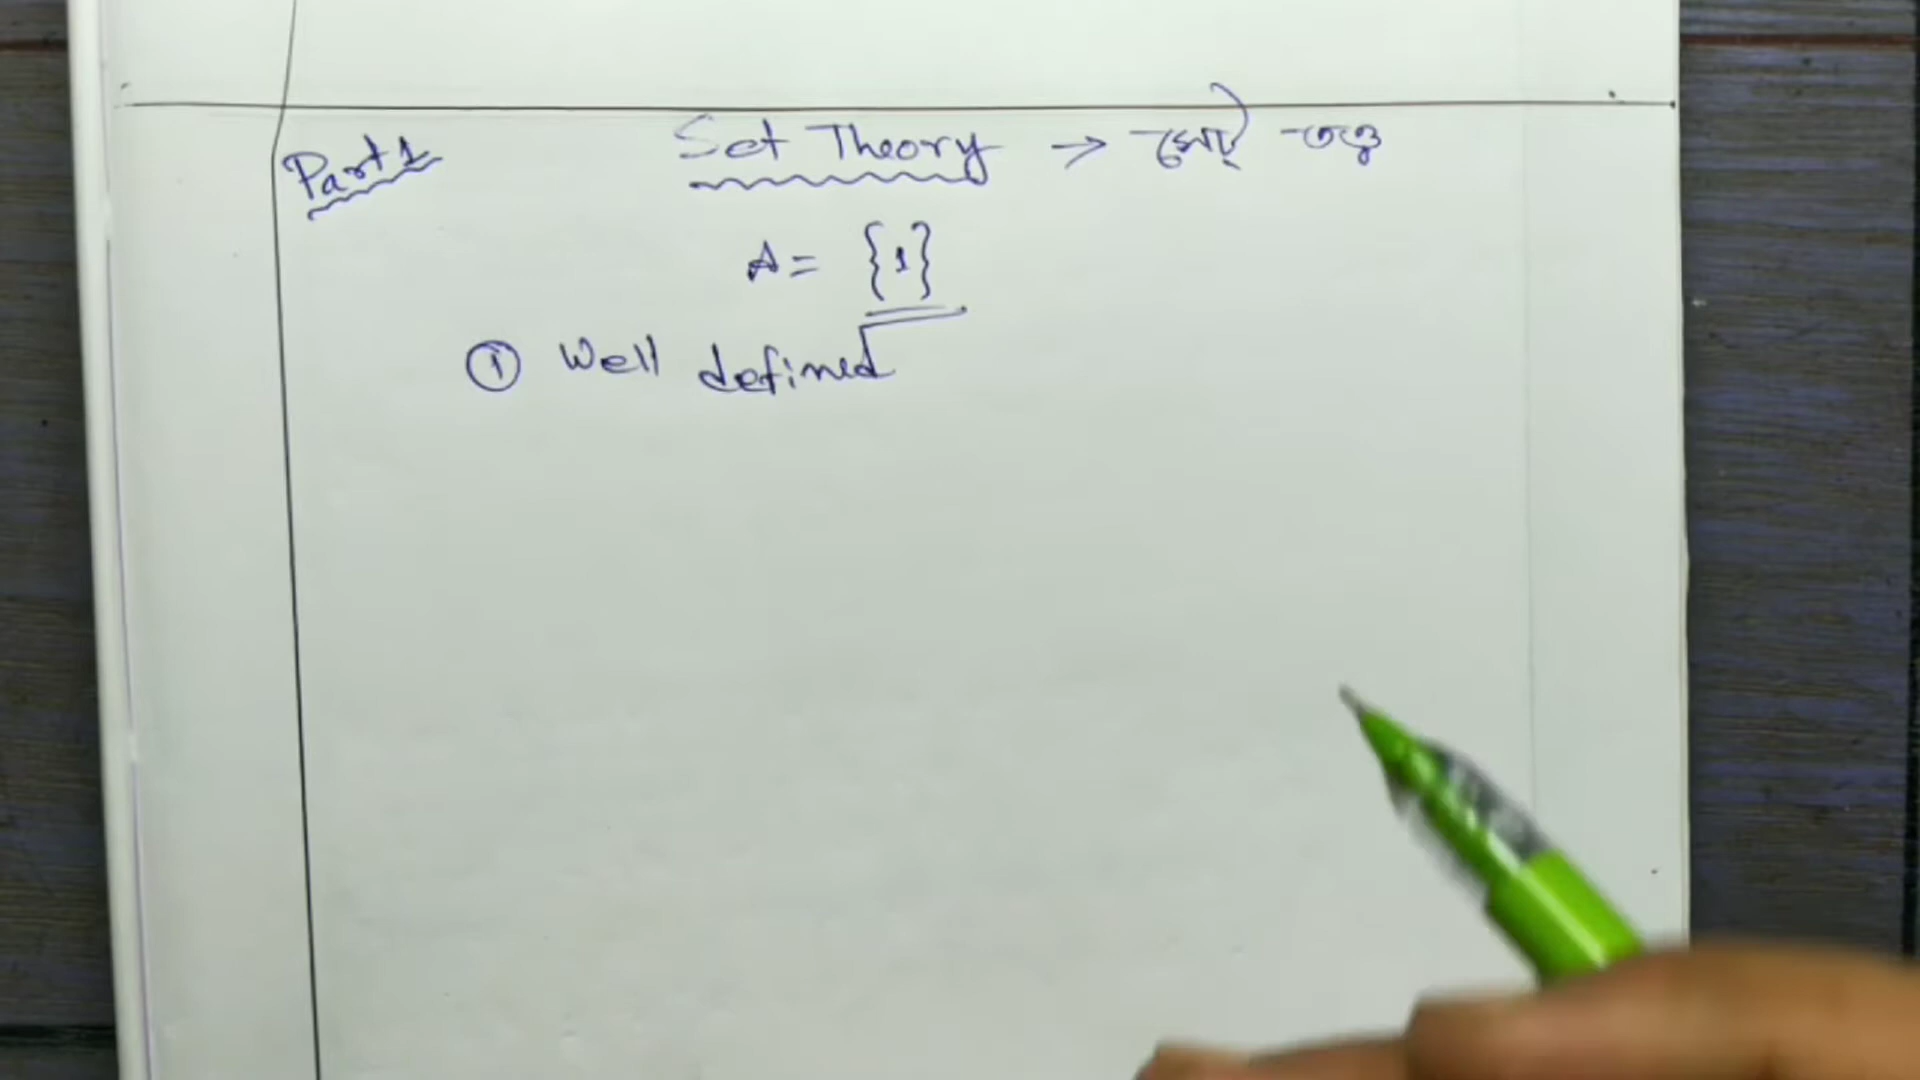 Part 1
Set Theory → সেট তত্ত্ব
A = {1}
① Well defined